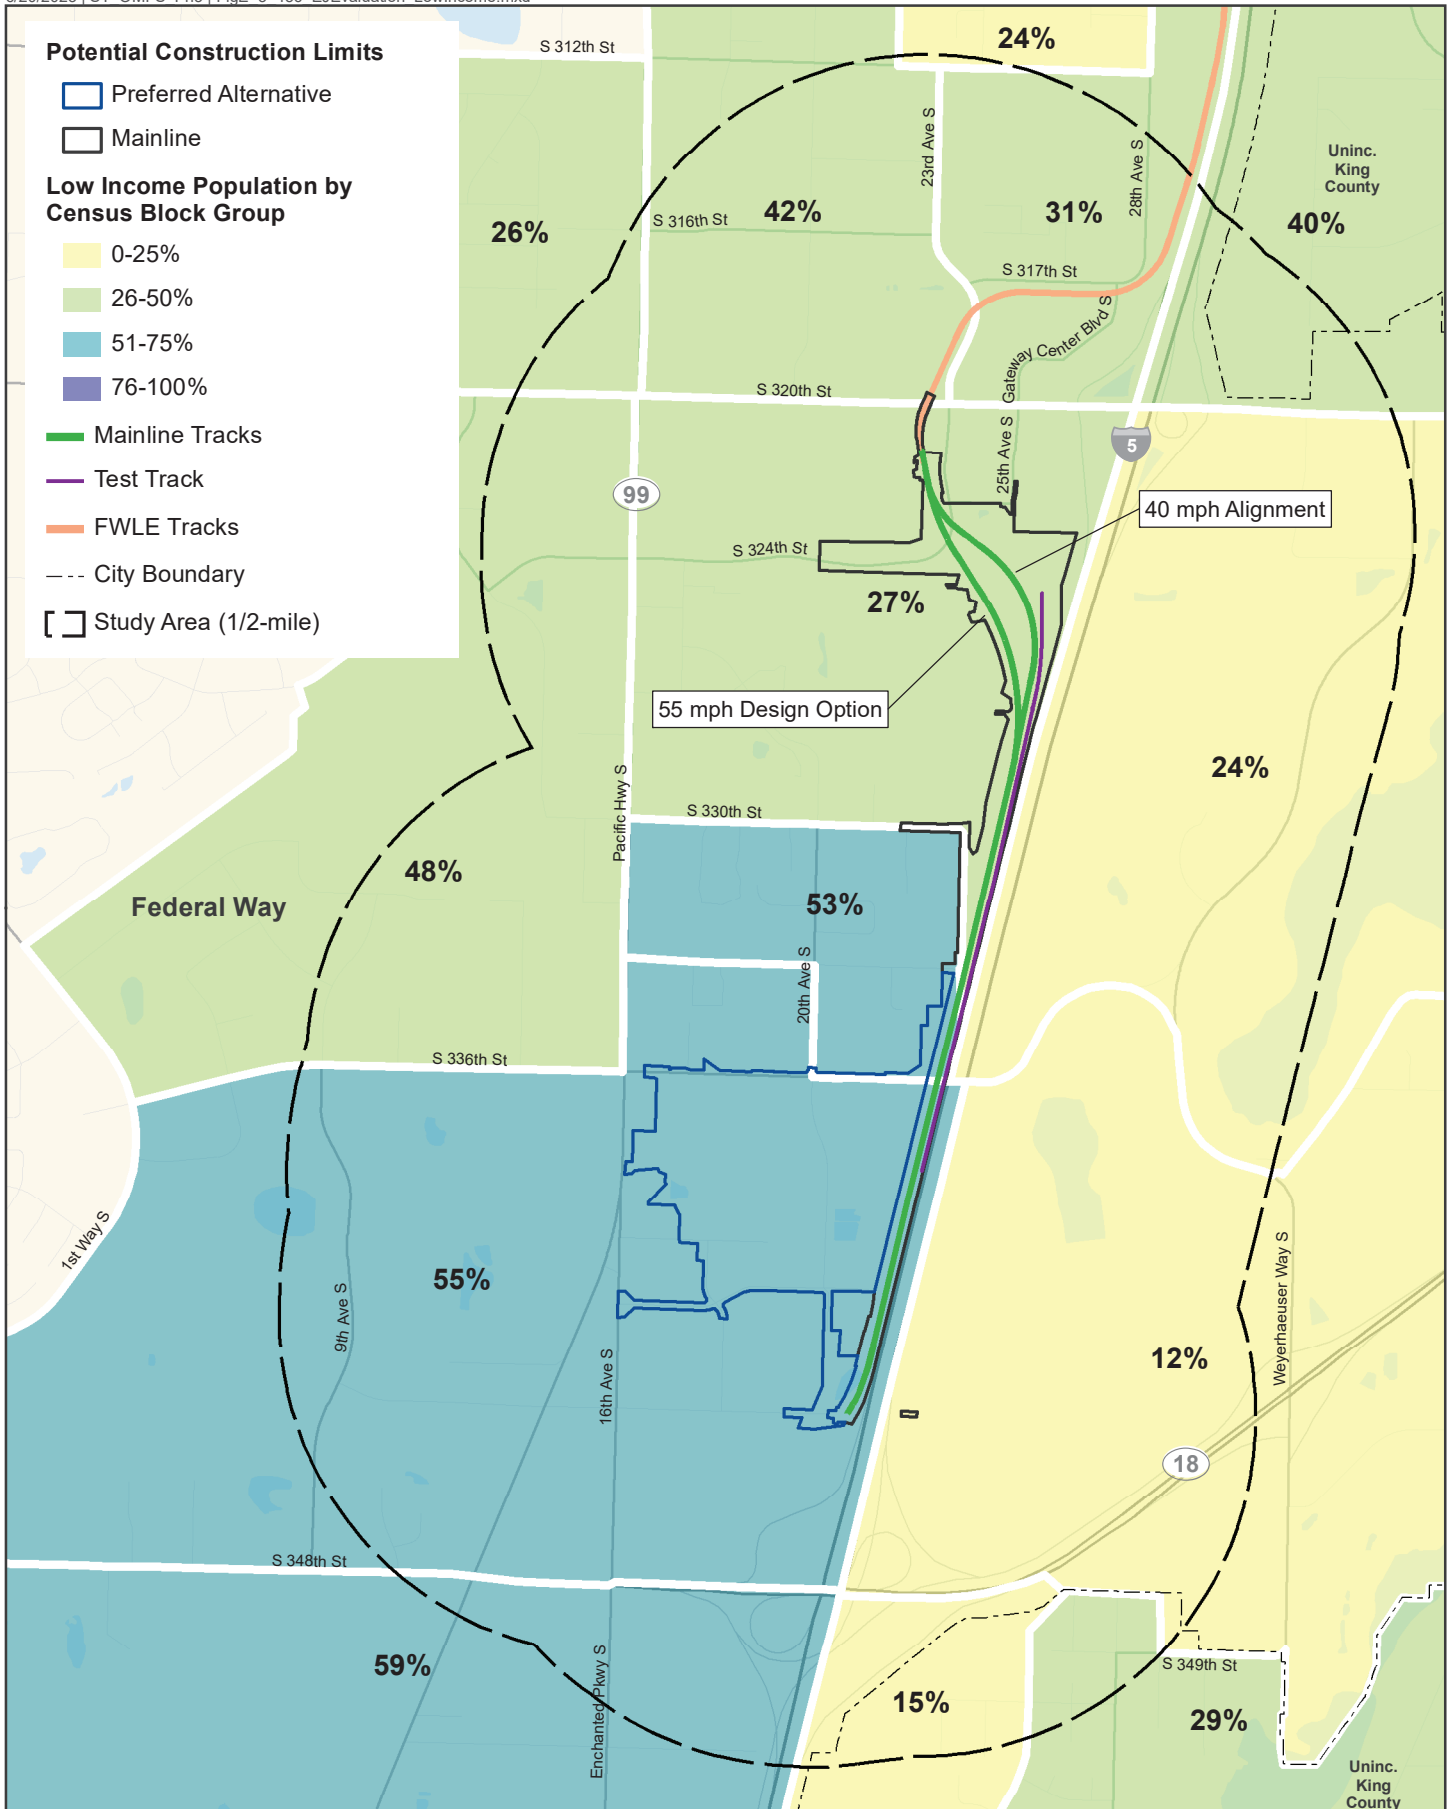 Potential Construction Limits
Preferred Alternative
Mainline
Low Income Population by
Census Block Group
0-25%
26-50%
51-75%
76-100%
Mainline Tracks
Test Track
FWLE Tracks
City Boundary
Study Area (1/2-mile)
S 312th St
24%
23rd Ave S
28th Ave S
Uninc.
King
County
26%
42%
31%
40%
S 316th St
S 317th St
Gateway Center Blvd S
S 320th St
25th Ave S
5
99
40 mph Alignment
S 324th St
27%
55 mph Design Option
24%
Pacific Hwy S
S 330th St
48%
Federal Way
53%
20th Ave S
S 336th St
1st Way S
9th Ave S
55%
16th Ave S
Weyerhaeuser Way S
12%
18
S 348th St
59%
Enchanted Pkwy S
15%
S 349th St
29%
Uninc.
King
County